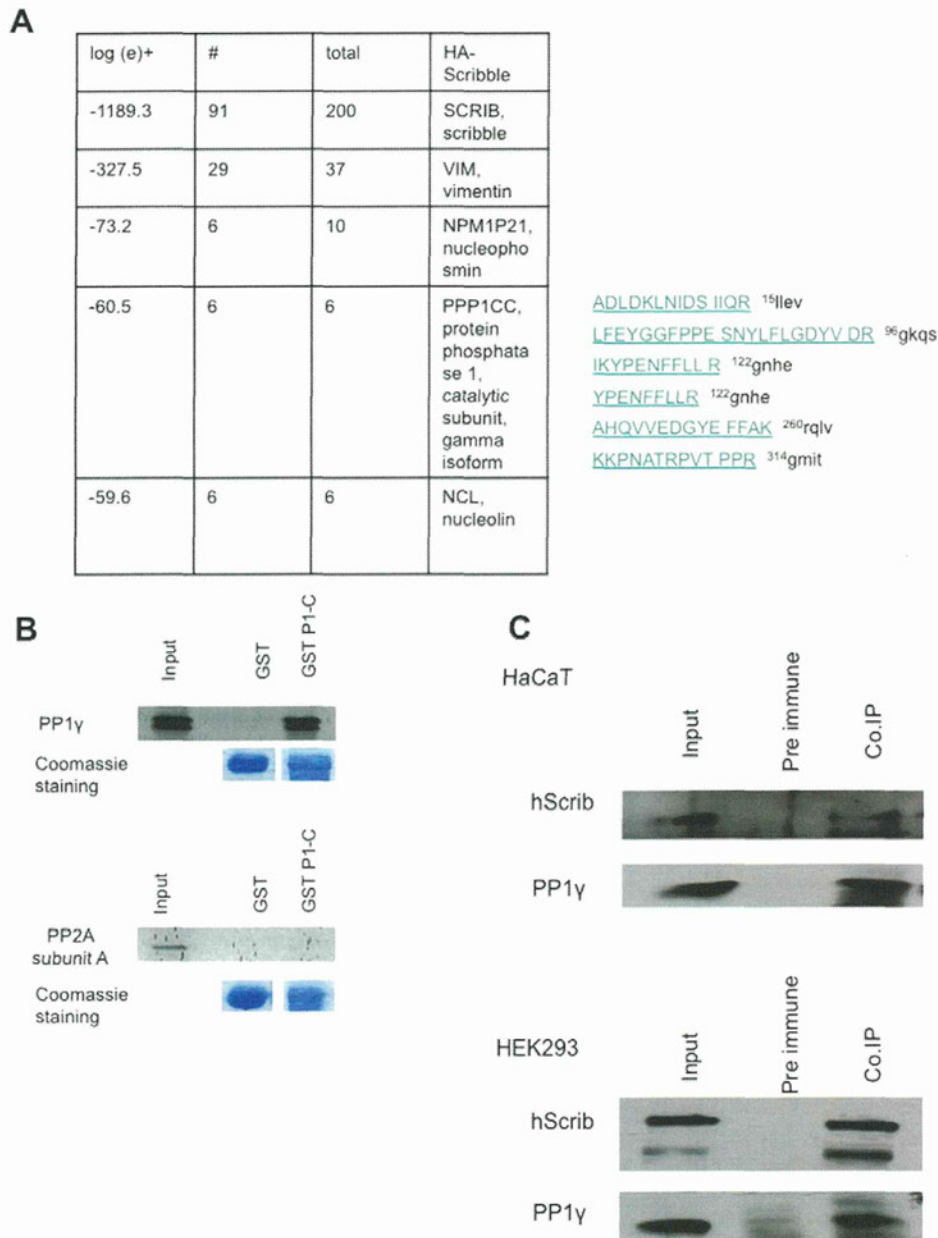 A
log (e)+ # total HA-
Scribble
-1189.3 91 200 SCRIB,
scribble
-327.5 29 37 VIM,
vimentin
-73.2 6 10 NPM1P21,
nucleopho
smin
-60.5 6 6 PPP1CC,
protein
phosphata
se 1,
catalytic
subunit,
gamma
isoform
-59.6 6 6 NCL,
nucleolin
ADLDKLNIDS IIQR ¹⁵llev
LFEYGGFPPE SNYLFLGDYV DR ⁹⁶gkqs
IKYPENFFLL R ¹²²gnhe
YPENFFLLR ¹²²gnhe
AHQVVEDGYE FFAK ²⁶⁰rqlv
KKPNATRPVT PPR ³¹⁴gmit
B
Input GST GST P1-C
PP1γ
Coomassie
staining
Input GST GST P1-C
PP2A
subunit A
Coomassie
staining
C
HaCaT
Input Pre immune Co.IP
hScrib
PP1γ
HEK293
Input Pre immune Co.IP
hScrib
PP1γ